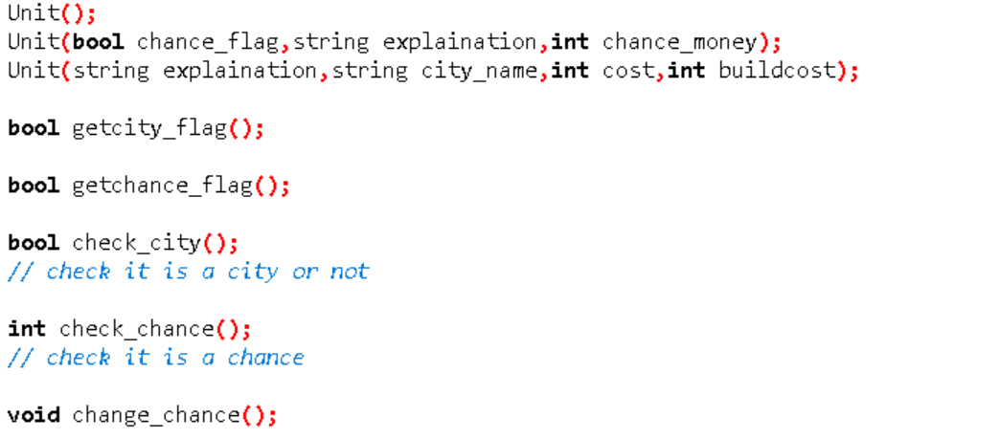 Unit();
Unit(bool chance_flag,string explaination,int chance_money);
Unit(string explaination,string city_name,int cost,int buildcost);
bool getcity_flag();
bool getchance_flag();
bool check_city();
// check it is a city or not
int check_chance();
// check it is a chance
void change_chance();